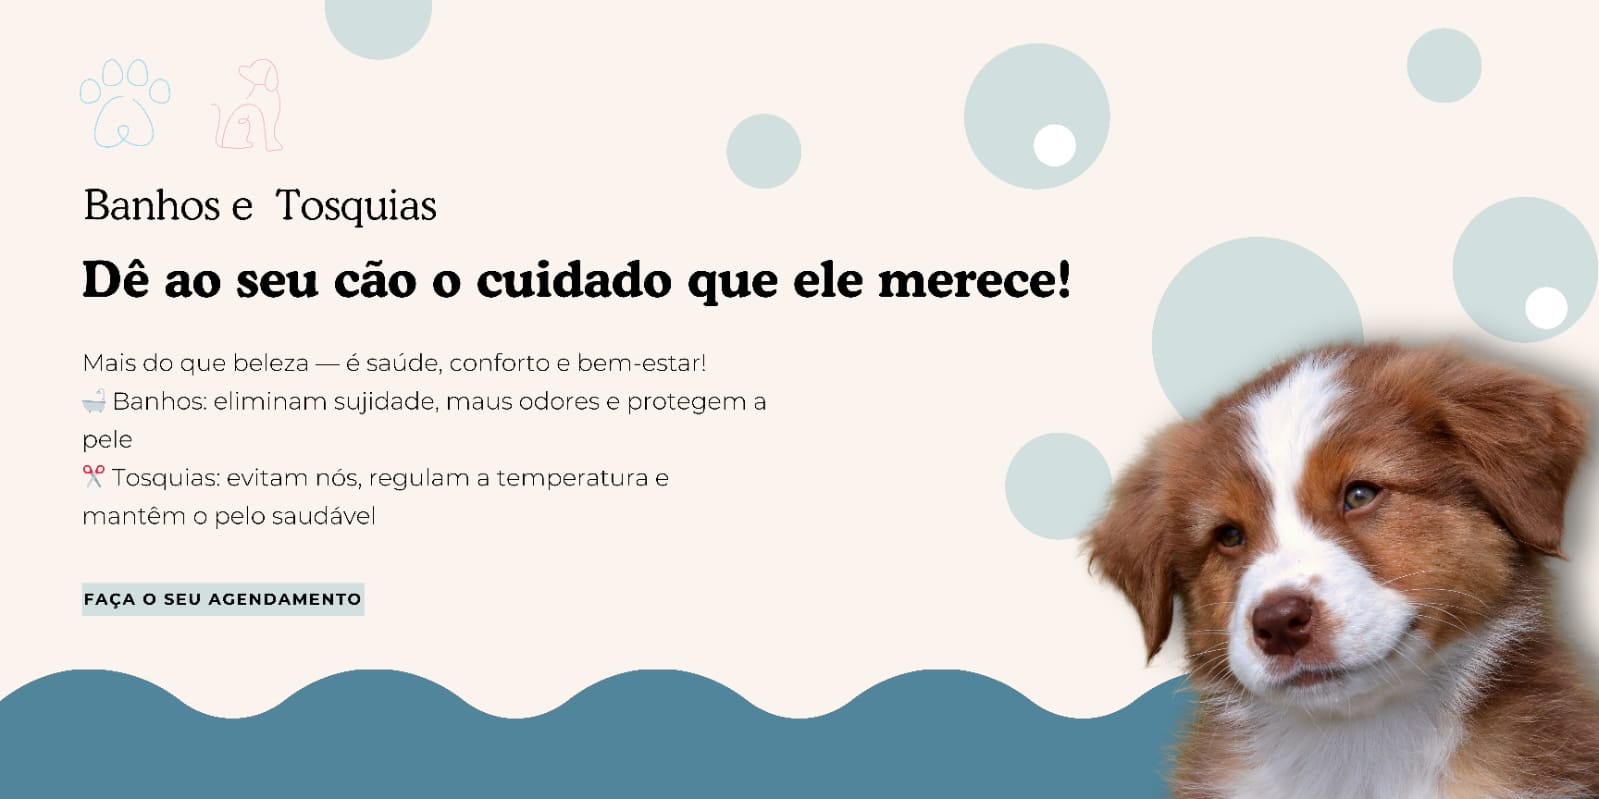 Banhos e  Tosquias
Dê ao seu cão o cuidado que ele merece!
Mais do que beleza — é saúde, conforto e bem-estar!
🛁 Banhos: eliminam sujidade, maus odores e protegem a
pele
✂️ Tosquias: evitam nós, regulam a temperatura e
mantêm o pelo saudável
FAÇA O SEU AGENDAMENTO